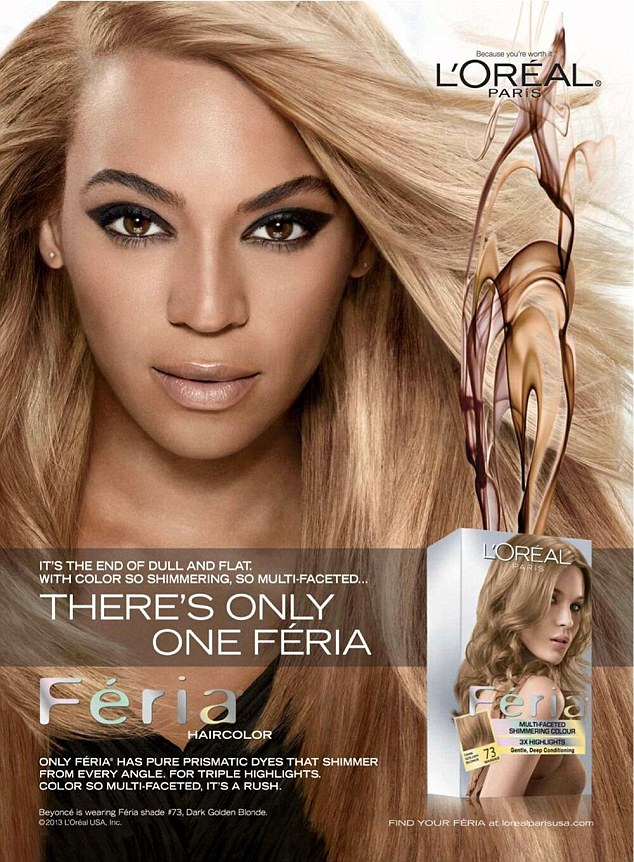 Because you're worth it
L'ORÉAL®
PARIS
IT'S THE END OF DULL AND FLAT.
WITH COLOR SO SHIMMERING, SO MULTI-FACETED...
THERE'S ONLY
ONE FÉRIA
Féria
HAIRCOLOR
ONLY FÉRIA® HAS PURE PRISMATIC DYES THAT SHIMMER
FROM EVERY ANGLE. FOR TRIPLE HIGHLIGHTS.
COLOR SO MULTI-FACETED, IT'S A RUSH.
Beyoncé is wearing Féria shade #73, Dark Golden Blonde.
©2013 L'Oréal USA, Inc.
L'ORÉAL
PARIS
Féria
MULTI-FACETED
SHIMMERING COLOUR
3X HIGHLIGHTS
Gentle, Deep Conditioning
73
FIND YOUR FÉRIA at lorealparisusa.com